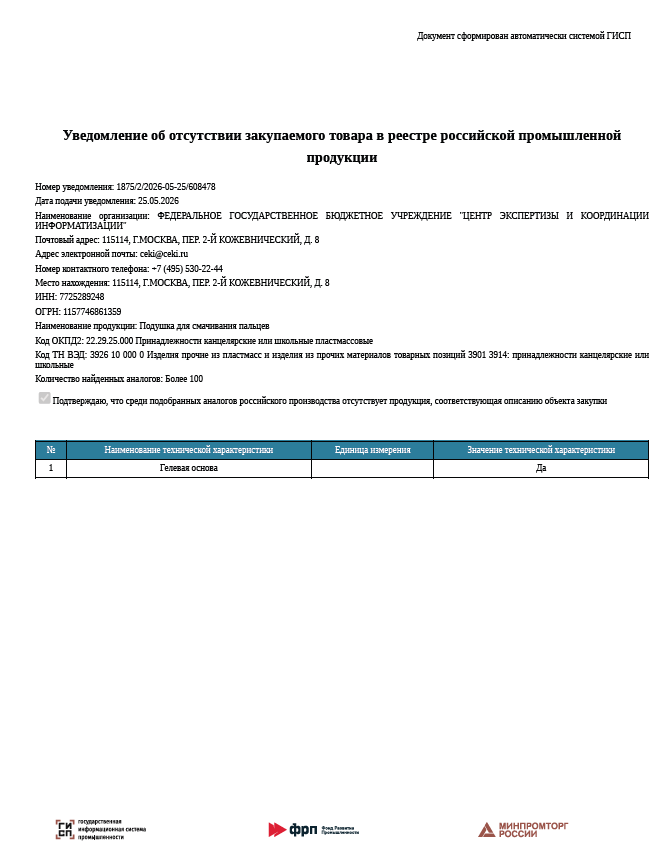 Документ сформирован автоматически системой ГИСП
Уведомление об отсутствии закупаемого товара в реестре российской промышленной
продукции
Номер уведомления: 1875/2/2026-05-25/608478
Дата подачи уведомления: 25.05.2026
Наименование организации: ФЕДЕРАЛЬНОЕ ГОСУДАРСТВЕННОЕ БЮДЖЕТНОЕ УЧРЕЖДЕНИЕ "ЦЕНТР ЭКСПЕРТИЗЫ И КООРДИНАЦИИ
ИНФОРМАТИЗАЦИИ"
Почтовый адрес: 115114, Г.МОСКВА, ПЕР. 2-Й КОЖЕВНИЧЕСКИЙ, Д. 8
Адрес электронной почты: ceki@ceki.ru
Номер контактного телефона: +7 (495) 530-22-44
Место нахождения: 115114, Г.МОСКВА, ПЕР. 2-Й КОЖЕВНИЧЕСКИЙ, Д. 8
ИНН: 7725289248
ОГРН: 1157746861359
Наименование продукции: Подушка для смачивания пальцев
Код ОКПД2: 22.29.25.000 Принадлежности канцелярские или школьные пластмассовые
Код ТН ВЭД: 3926 10 000 0 Изделия прочие из пластмасс и изделия из прочих материалов товарных позиций 3901 3914: принадлежности канцелярские или
школьные
Количество найденных аналогов: Более 100
Подтверждаю, что среди подобранных аналогов российского производства отсутствует продукция, соответствующая описанию объекта закупки
№ Наименование технической характеристики Единица измерения Значение технической характеристики
1 Гелевая основа Да
ГИСП государственная информационная система промышленности
фрп Фонд Развития Промышленности
МИНПРОМТОРГ РОССИИ